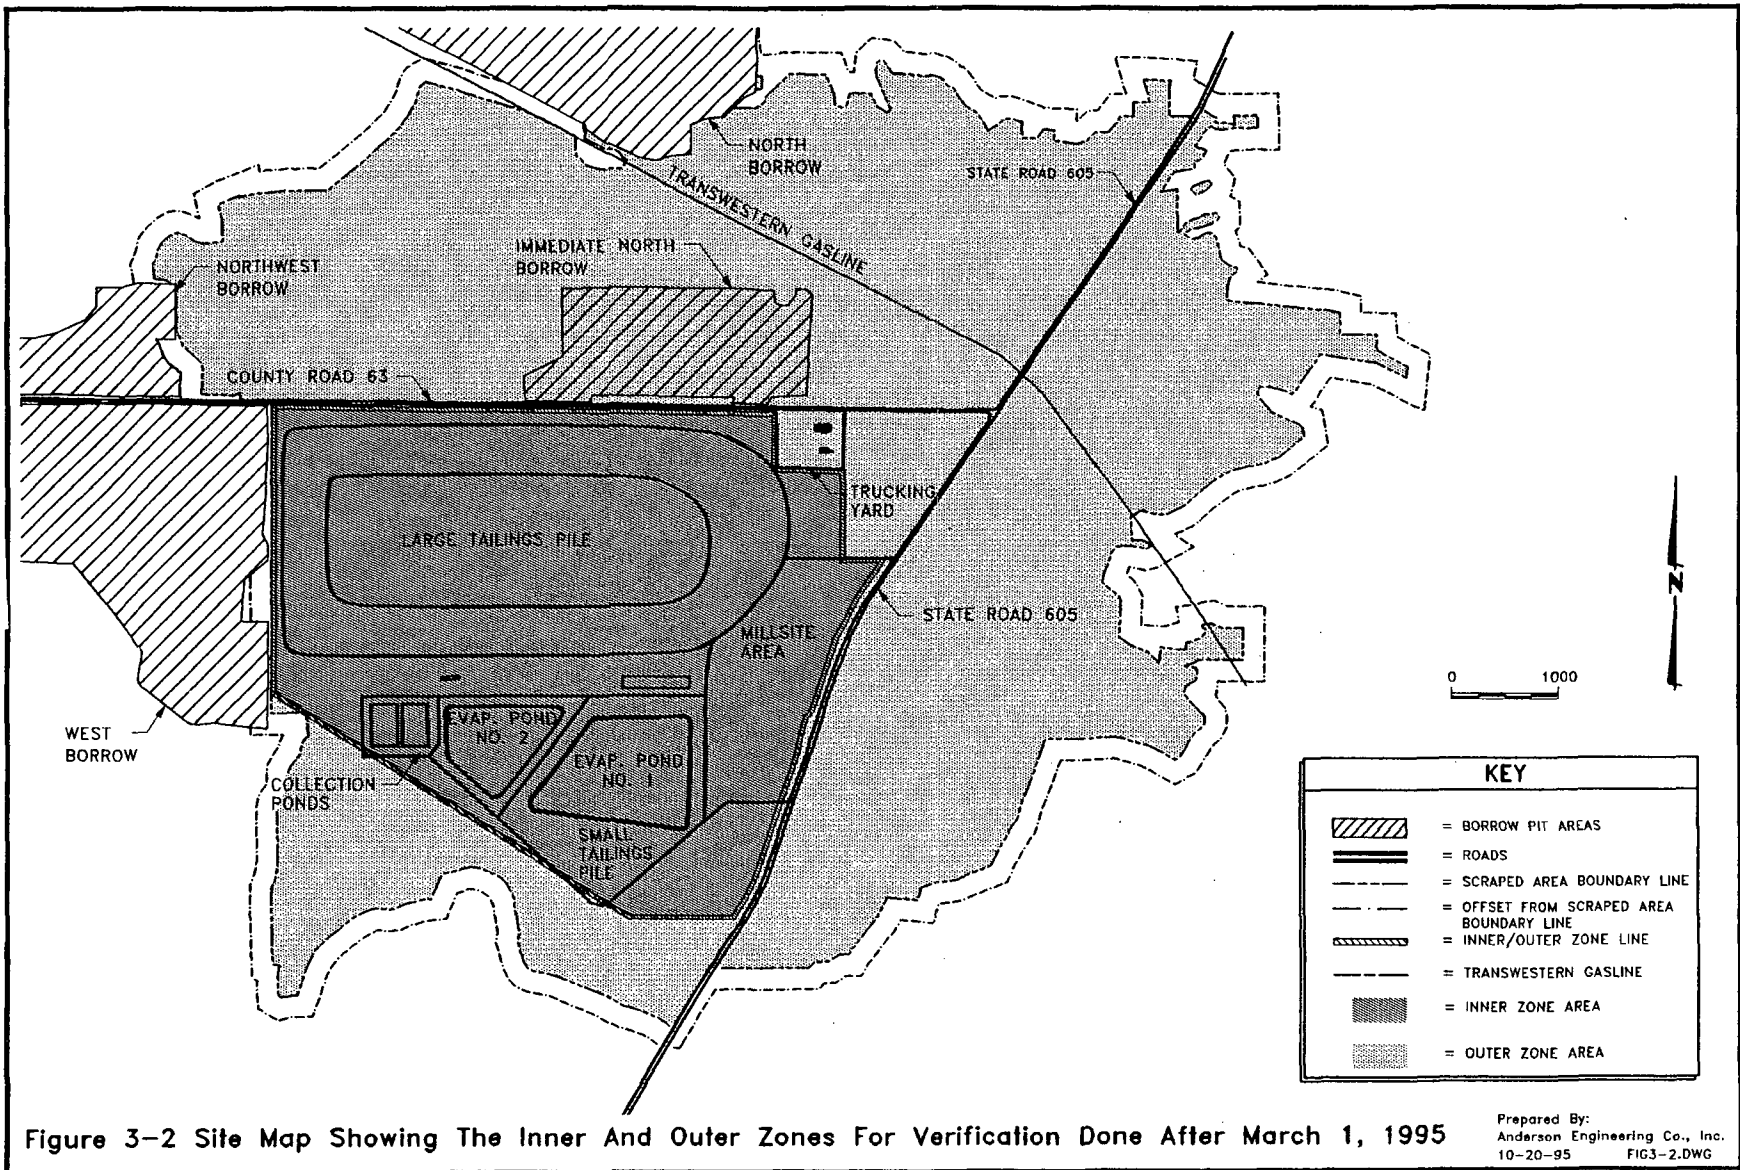 NORTH
BORROW
STATE ROAD 605
TRANSWESTERN GASLINE
IMMEDIATE NORTH
BORROW
NORTHWEST
BORROW
COUNTY ROAD 63
TRUCKING
YARD
LARGE TAILINGS PILE
STATE ROAD 605
MILLSITE
AREA
N
0 1000
EVAP. POND
NO. 2
WEST
BORROW
EVAP. POND
NO. 1
COLLECTION
PONDS
SMALL
TAILINGS
PILE
KEY
= BORROW PIT AREAS
= ROADS
= SCRAPED AREA BOUNDARY LINE
= OFFSET FROM SCRAPED AREA
BOUNDARY LINE
= INNER/OUTER ZONE LINE
= TRANSWESTERN GASLINE
= INNER ZONE AREA
= OUTER ZONE AREA
Figure 3-2 Site Map Showing The Inner And Outer Zones For Verification Done After March 1, 1995
Prepared By:
Anderson Engineering Co., Inc.
10-20-95 FIG3-2.DWG